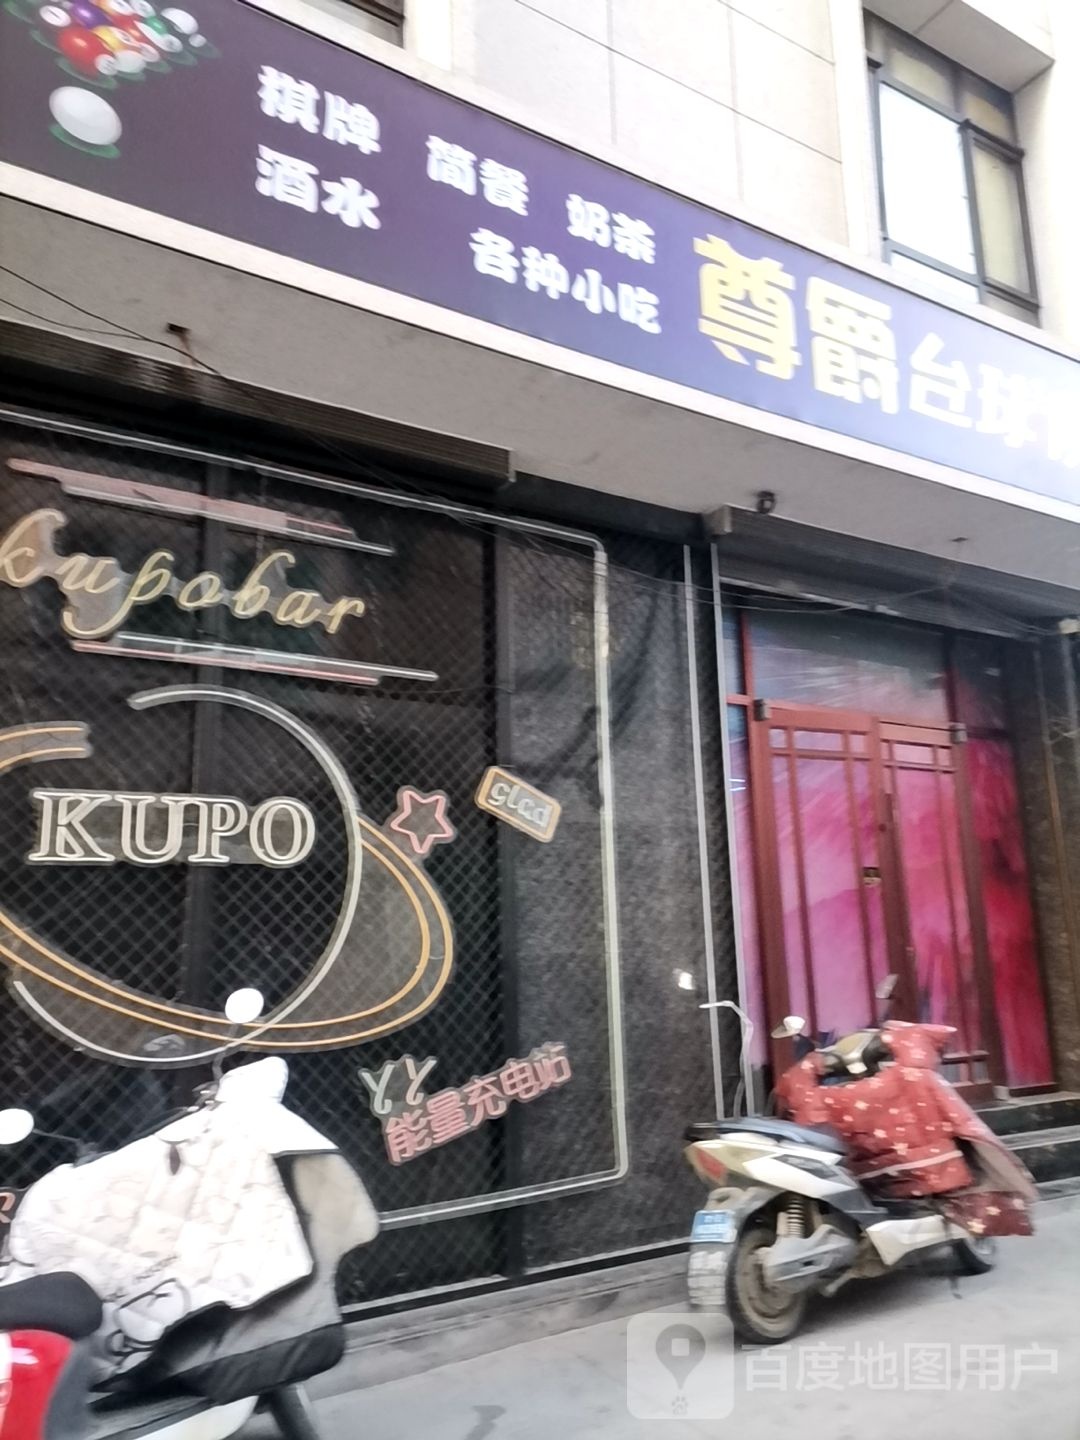 棋牌 简餐 奶茶
酒水 各种小吃
尊爵台球
kupobar
KUPO
glad
能量充电站
百度地图用户